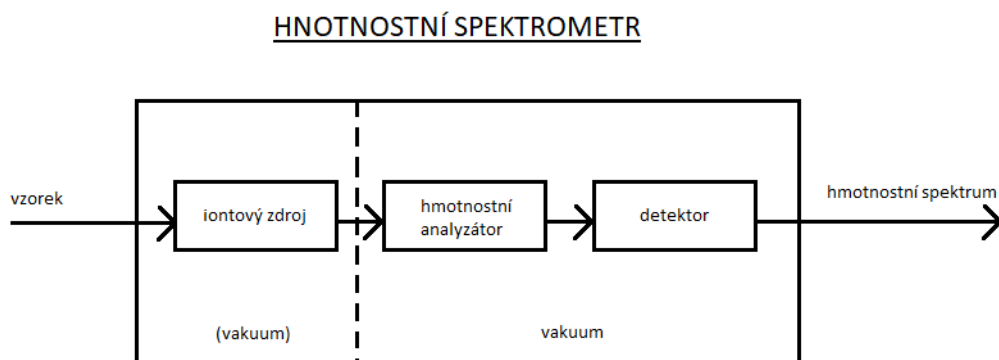 HNOTNOSTNÍ SPEKTROMETR
vzorek
iontový zdroj
hmotnostní
analyzátor
detektor
hmotnostní spektrum
(vakuum)
vakuum